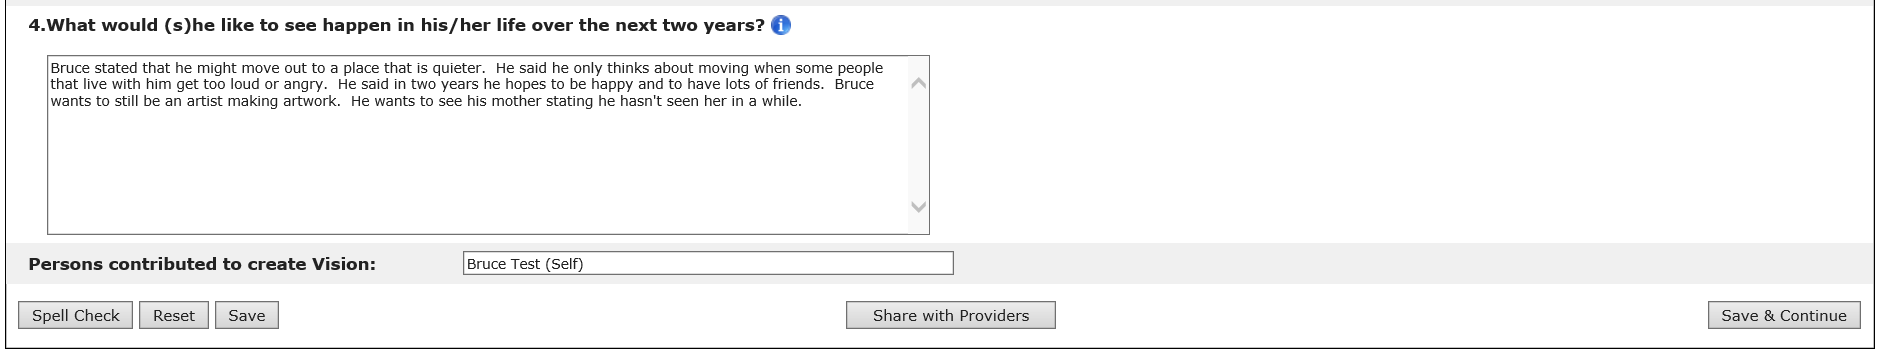 4.What would (s)he like to see happen in his/her life over the next two years? i
Bruce stated that he might move out to a place that is quieter.  He said he only thinks about moving when some people
that live with him get too loud or angry.  He said in two years he hopes to be happy and to have lots of friends.  Bruce
wants to still be an artist making artwork.  He wants to see his mother stating he hasn't seen her in a while.
Persons contributed to create Vision: Bruce Test (Self)
Spell Check Reset Save Share with Providers Save & Continue